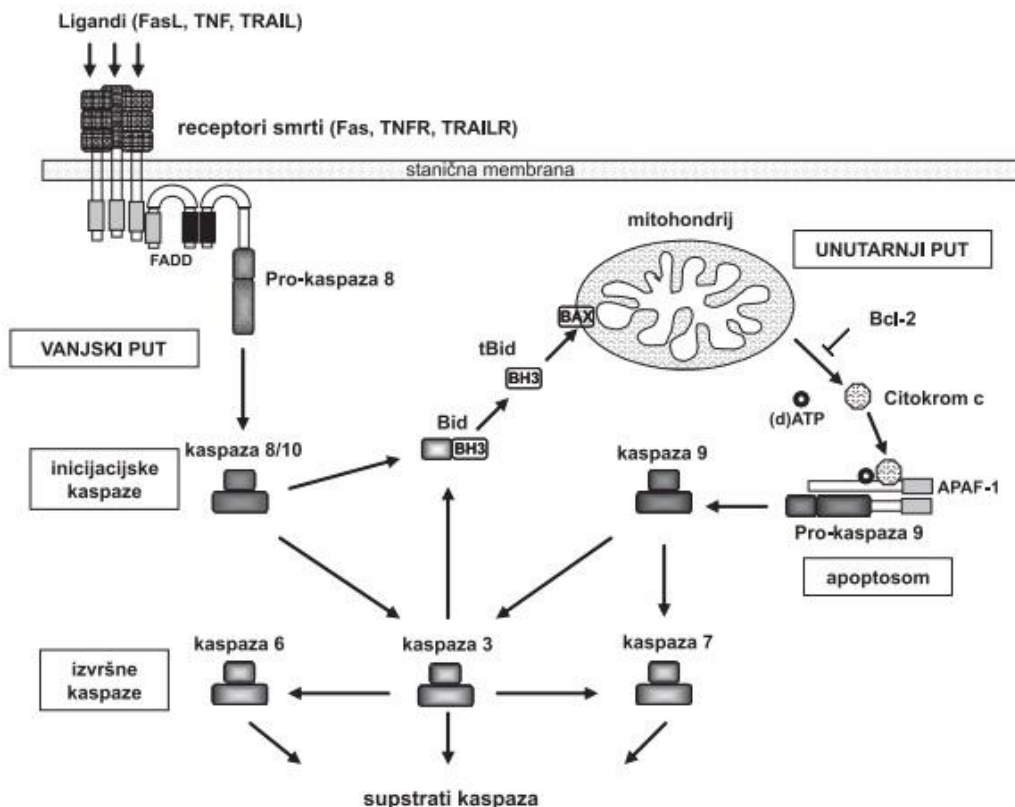 Ligandi (FasL, TNF, TRAIL)
receptori smrti (Fas, TNFR, TRAILR)
stanična membrana
mitohondrij
UNUTARNJI PUT
FADD
Pro-kaspaza 8
BAX
Bcl-2
VANJSKI PUT
tBid
BH3
Citokrom c
(d)ATP
Bid
BH3
kaspaza 8/10
kaspaza 9
inicijacijske
kaspaze
APAF-1
Pro-kaspaza 9
apoptosom
kaspaza 6
kaspaza 3
kaspaza 7
izvršne
kaspaze
supstrati kaspaza